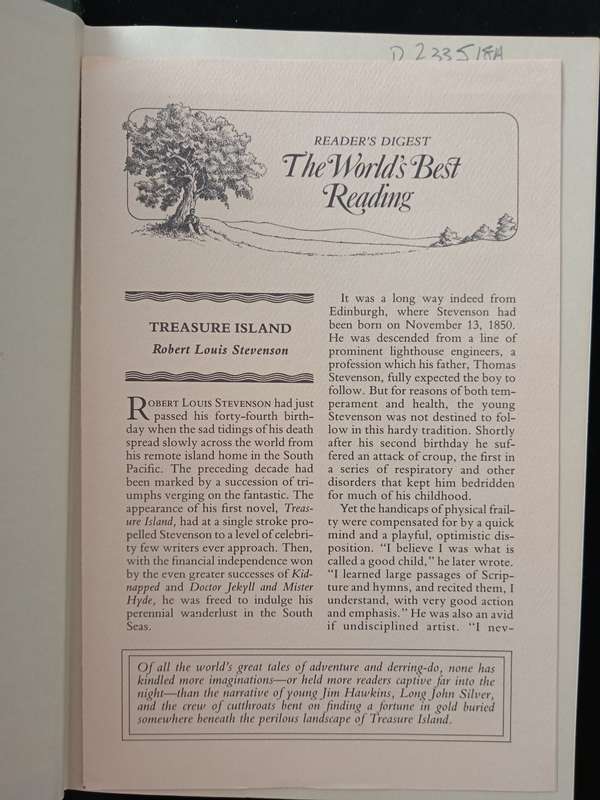 D 2335 18A
READER'S DIGEST
The World's Best
Reading
TREASURE ISLAND
Robert Louis Stevenson
ROBERT LOUIS STEVENSON had just
passed his forty-fourth birth-
day when the sad tidings of his death
spread slowly across the world from
his remote island home in the South
Pacific. The preceding decade had
been marked by a succession of tri-
umphs verging on the fantastic. The
appearance of his first novel, Treas-
ure Island, had at a single stroke pro-
pelled Stevenson to a level of celebri-
ty few writers ever approach. Then,
with the financial independence won
by the even greater successes of Kid-
napped and Doctor Jekyll and Mister
Hyde, he was freed to indulge his
perennial wanderlust in the South
Seas.
It was a long way indeed from
Edinburgh, where Stevenson had
been born on November 13, 1850.
He was descended from a line of
prominent lighthouse engineers, a
profession which his father, Thomas
Stevenson, fully expected the boy to
follow. But for reasons of both tem-
perament and health, the young
Stevenson was not destined to fol-
low in this hardy tradition. Shortly
after his second birthday he suf-
fered an attack of croup, the first in
a series of respiratory and other
disorders that kept him bedridden
for much of his childhood.
Yet the handicaps of physical frail-
ty were compensated for by a quick
mind and a playful, optimistic dis-
position. "I believe I was what is
called a good child," he later wrote.
"I learned large passages of Scrip-
ture and hymns, and recited them, I
understand, with very good action
and emphasis." He was also an avid
if undisciplined artist. "I nev-
Of all the world's great tales of adventure and derring-do, none has
kindled more imaginations—or held more readers captive far into the
night—than the narrative of young Jim Hawkins, Long John Silver,
and the crew of cutthroats bent on finding a fortune in gold buried
somewhere beneath the perilous landscape of Treasure Island.